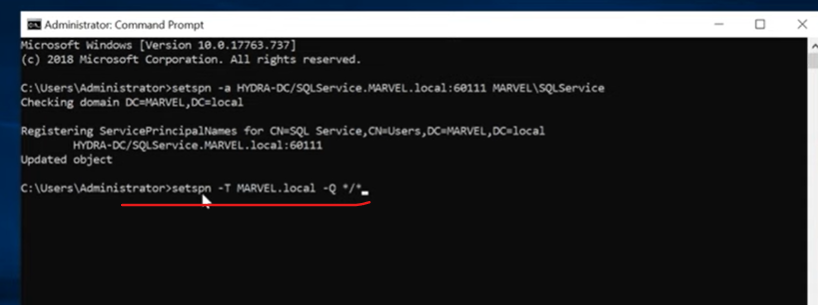 Administrator: Command Prompt
Microsoft Windows [Version 10.0.17763.737]
(c) 2018 Microsoft Corporation. All rights reserved.
C:\Users\Administrator>setspn -a HYDRA-DC/SQLService.MARVEL.local:60111 MARVEL\SQLService
Checking domain DC=MARVEL,DC=local
Registering ServicePrincipalNames for CN=SQL Service,CN=Users,DC=MARVEL,DC=local
HYDRA-DC/SQLService.MARVEL.local:60111
Updated object
C:\Users\Administrator>setspn -T MARVEL.local -Q */*